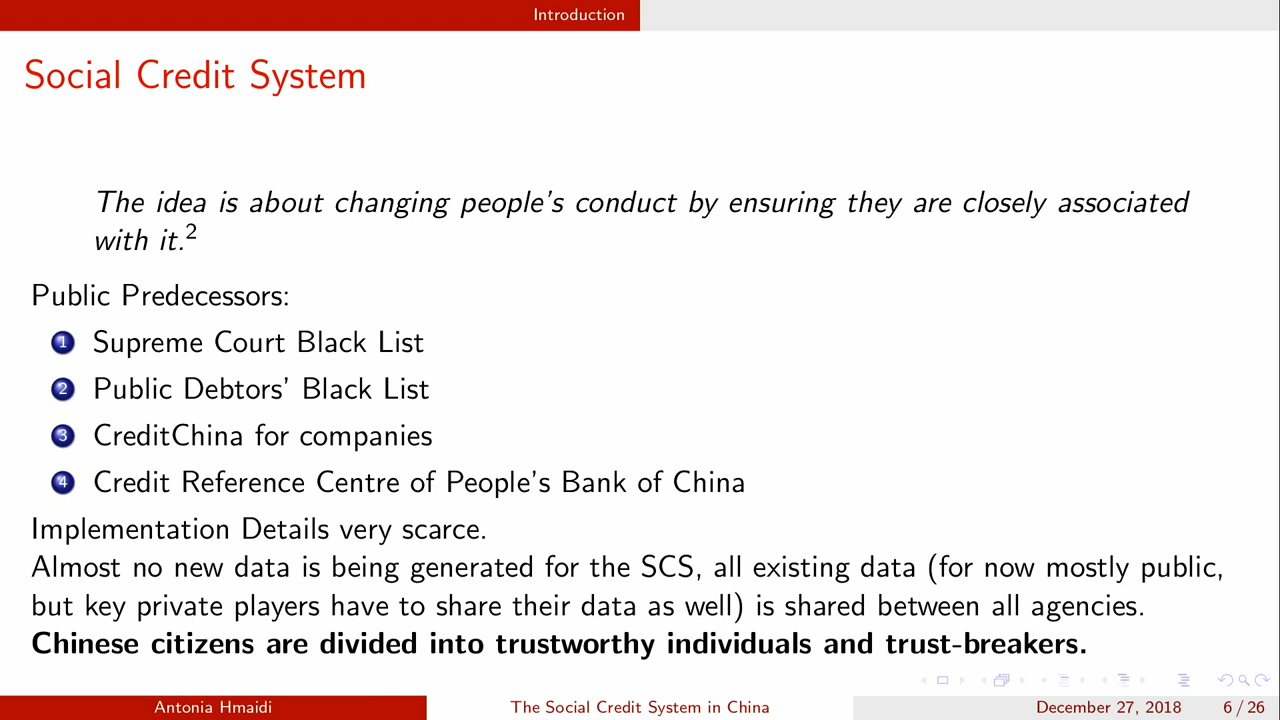 Introduction
Social Credit System
The idea is about changing people's conduct by ensuring they are closely associated
with it.2
Public Predecessors:
1 Supreme Court Black List
2 Public Debtors' Black List
3 CreditChina for companies
4 Credit Reference Centre of People's Bank of China
Implementation Details very scarce.
Almost no new data is being generated for the SCS, all existing data (for now mostly public,
but key private players have to share their data as well) is shared between all agencies.
Chinese citizens are divided into trustworthy individuals and trust-breakers.
Antonia Hmaidi The Social Credit System in China December 27, 2018 6 / 26